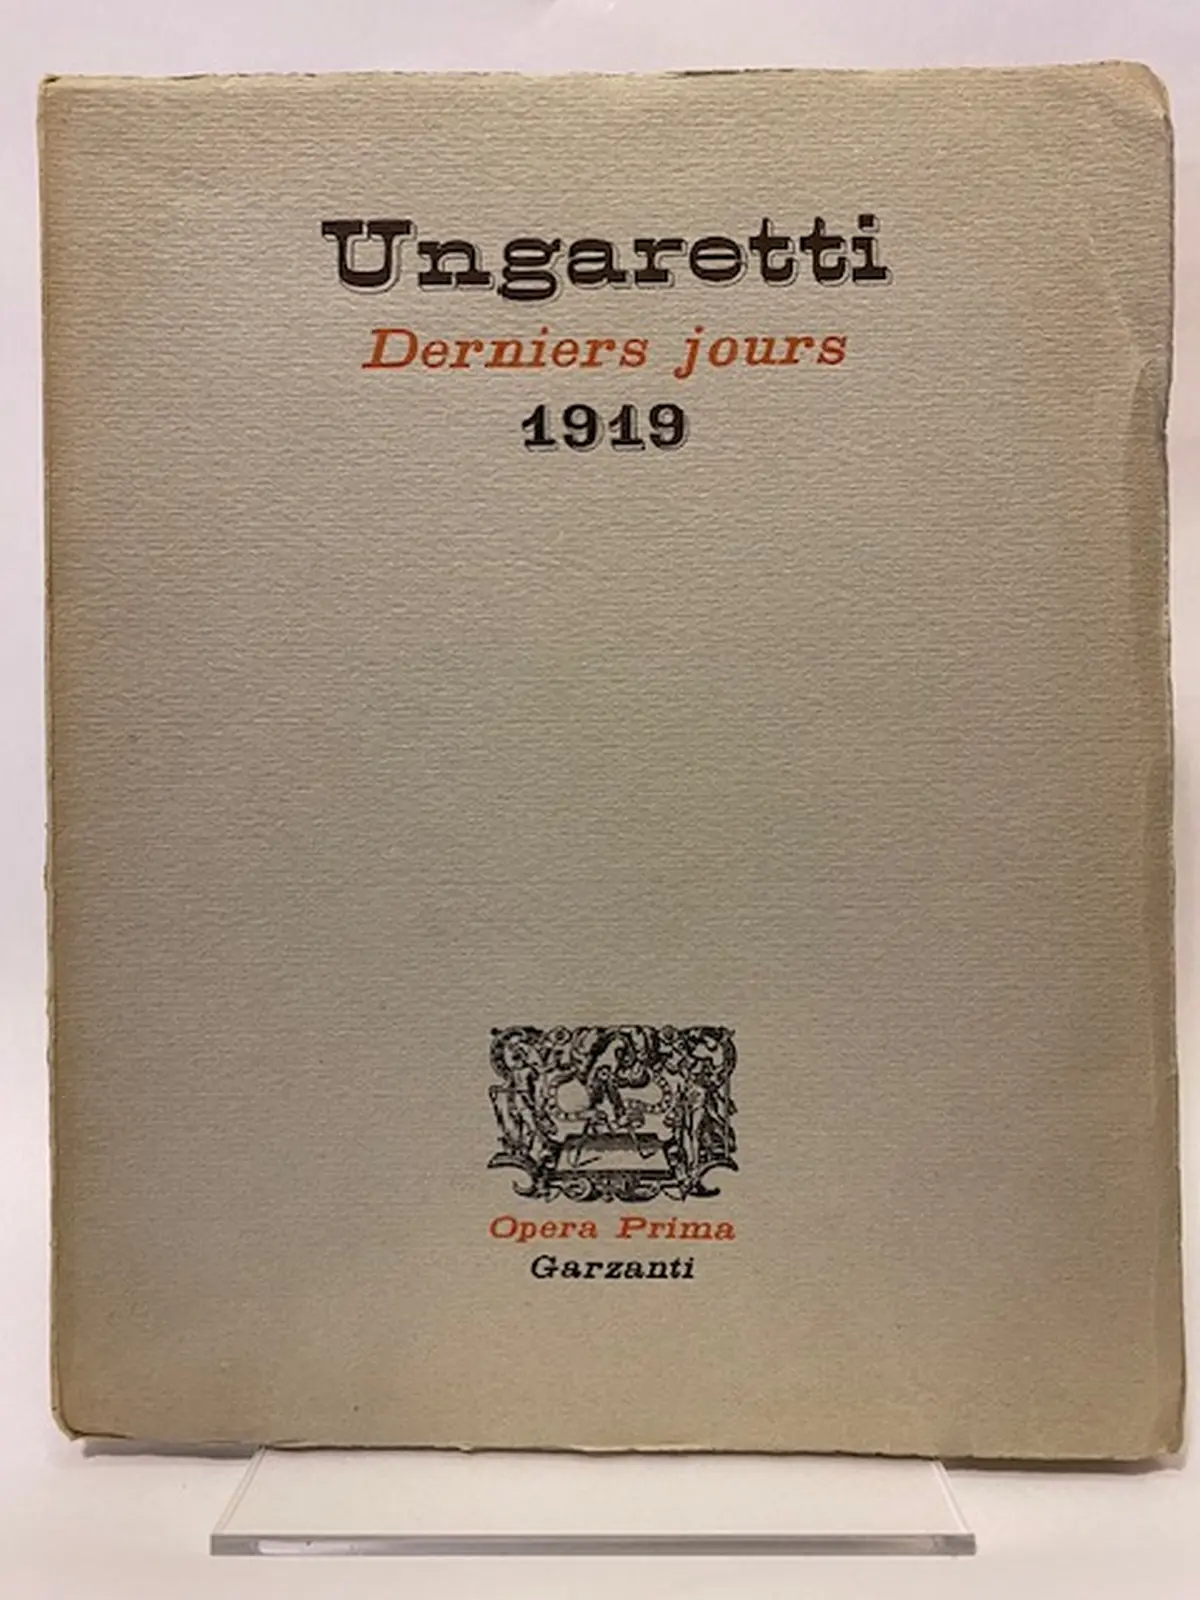 Ungaretti
Derniers jours
1919
Opera Prima
Garzanti